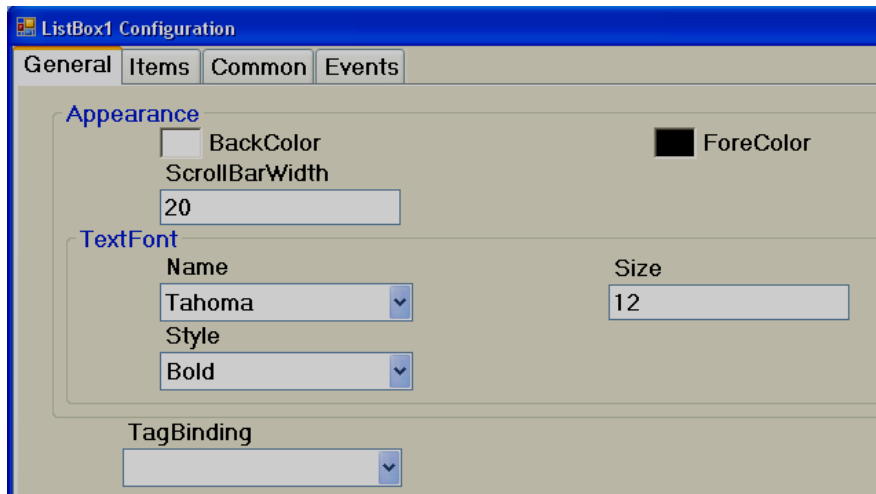 ListBox1 Configuration
General Items Common Events
Appearance
BackColor ForeColor
ScrollBarWidth
20
TextFont
Name Size
Tahoma 12
Style
Bold
TagBinding